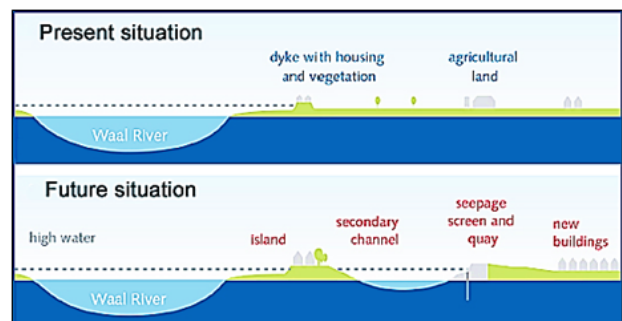 Present situation
dyke with housing
and vegetation
agricultural
land
Waal River
Future situation
high water
island
secondary
channel
seepage
screen and
quay
new
buildings
Waal River